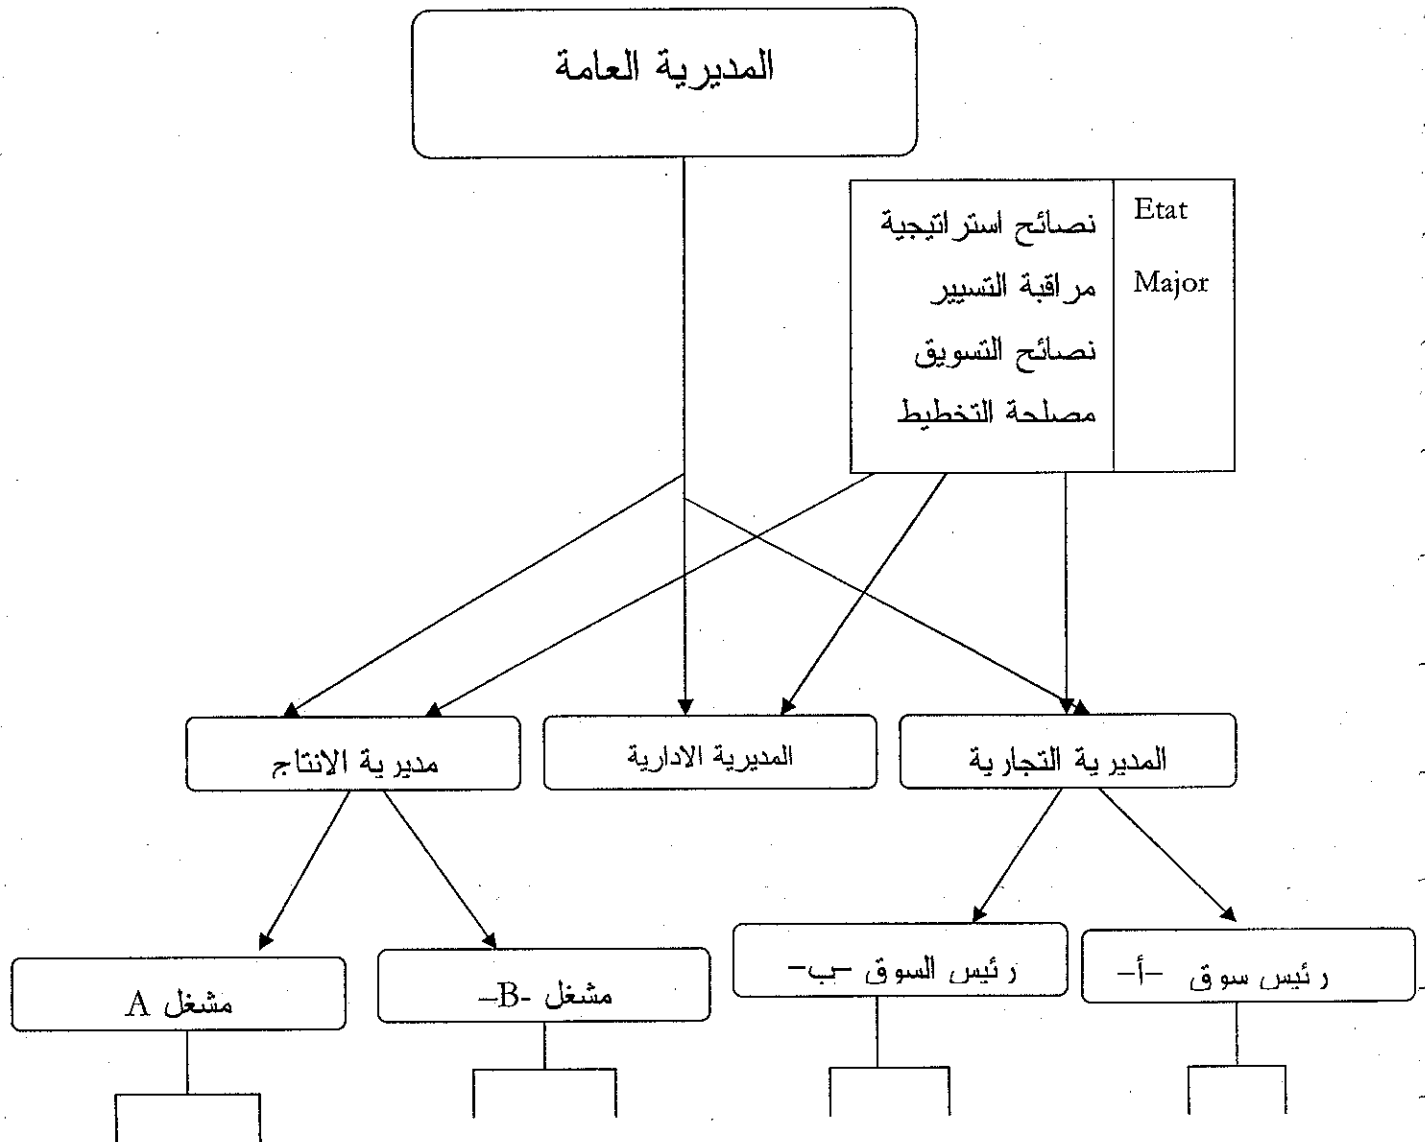 المديرية العامة
نصائح استراتيجية
Etat
مراقبة التسيير
Major
نصائح التسويق
مصلحة التخطيط
المديرية التجارية
المديرية الادارية
مديرية الانتاج
رئيس سوق -أ-
رئيس السوق -ب-
مشغل -B-
مشغل A